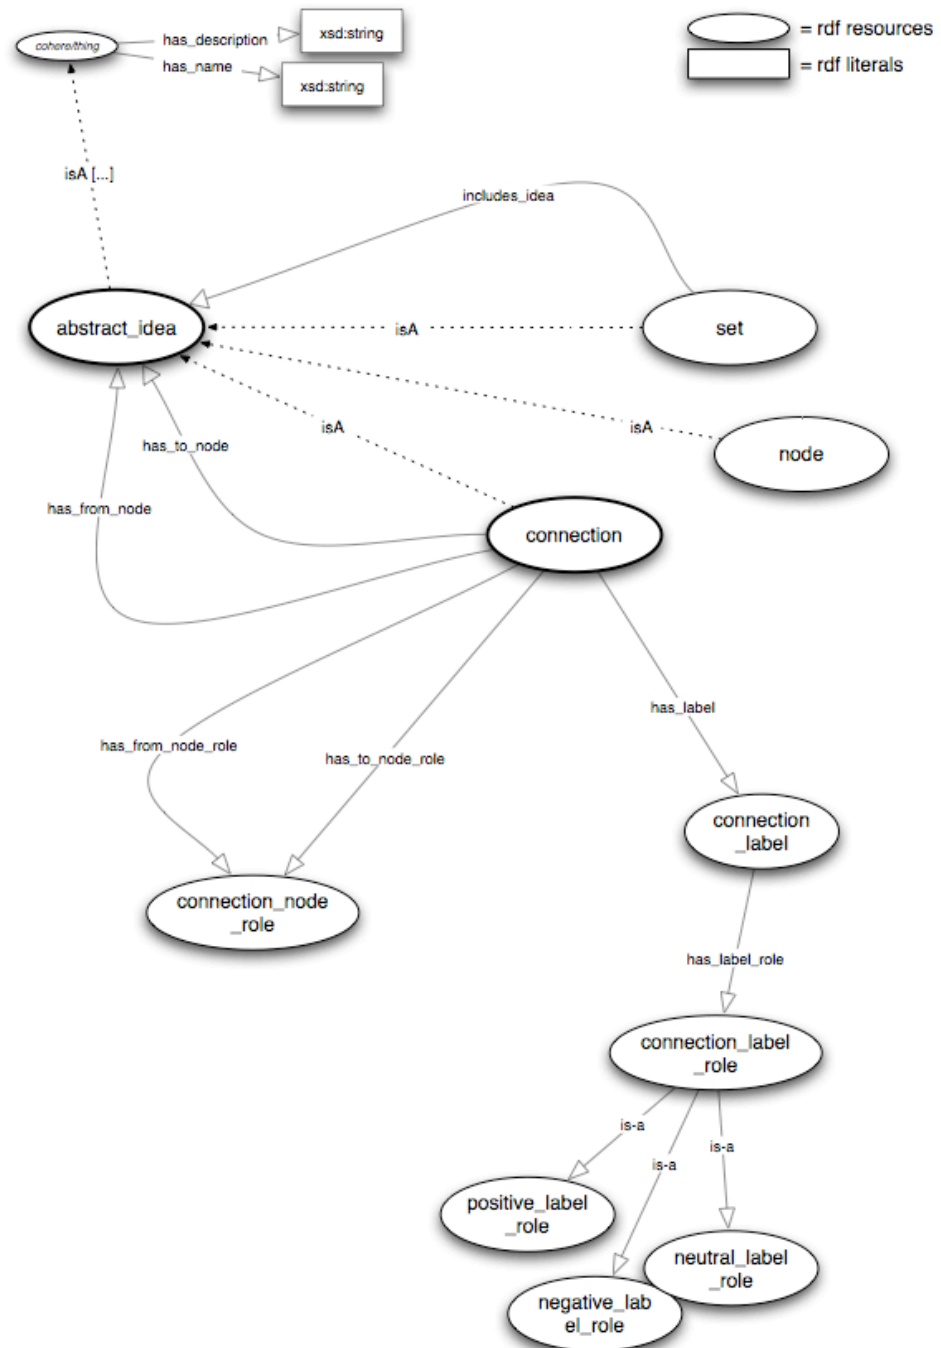 cohere/thing
has_description
xsd:string
has_name
xsd:string
= rdf resources
= rdf literals
isA [...]
includes_idea
abstract_idea
isA
set
isA
isA
node
has_to_node
has_from_node
connection
has_label
has_from_node_role
has_to_node_role
connection
_label
connection_node
_role
has_label_role
connection_label
_role
is-a
is-a
is-a
positive_label
_role
neutral_label
_role
negative_lab
el_role